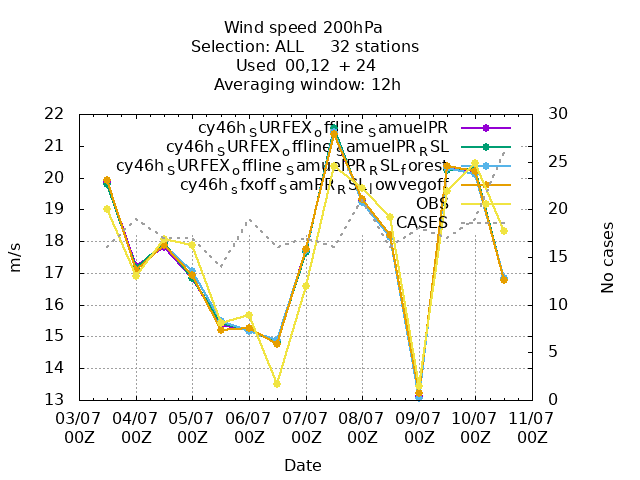 Wind speed 200hPa
Selection: ALL 32 stations
Used 00,12 + 24
Averaging window: 12h
cy46h_SURFEX_offline_SamuelPR
cy46h_SURFEX_offline_SamuelPR_RSL
cy46h_SURFEX_offline_SamuelPR_RSL_forest
cy46h_sfxoff_SamPR_RSL_lowvegoff
OBS
CASES
22
21
20
19
18
17
16
15
14
13
30
25
20
15
10
5
0
m/s
No cases
03/07 04/07 05/07 06/07 07/07 08/07 09/07 10/07 11/07
00Z 00Z 00Z 00Z 00Z 00Z 00Z 00Z 00Z
Date